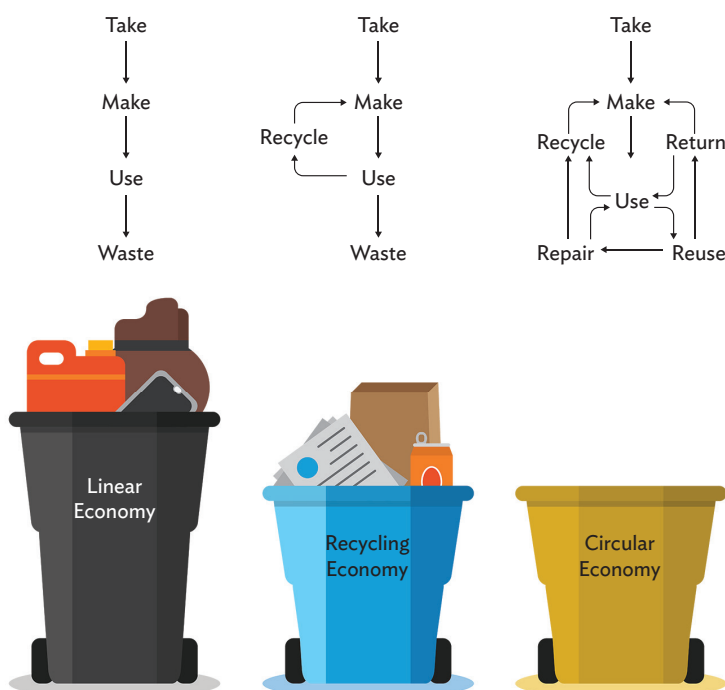 Take
Make
Use
Waste
Take
Make
Recycle
Use
Waste
Take
Make
Recycle
Return
Use
Repair
Reuse
Linear
Economy
Recycling
Economy
Circular
Economy